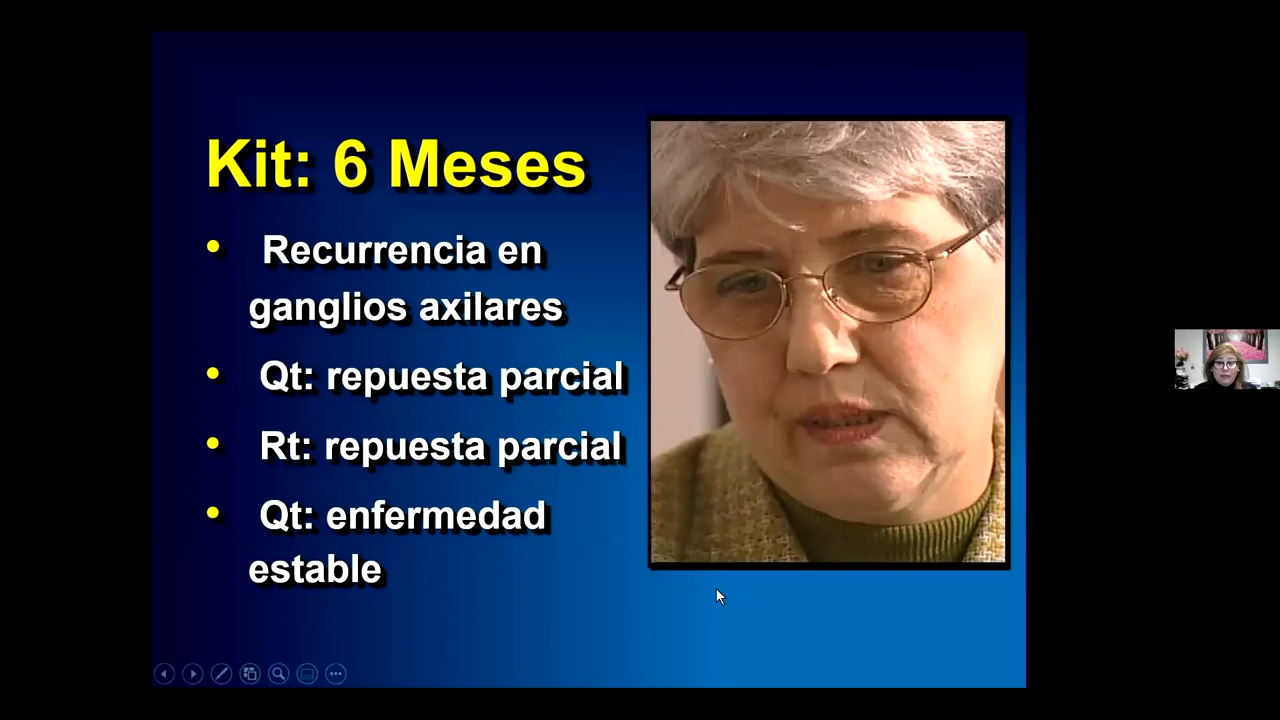 Kit: 6 Meses
• Recurrencia en
ganglios axilares
• Qt: repuesta parcial
• Rt: repuesta parcial
• Qt: enfermedad
estable